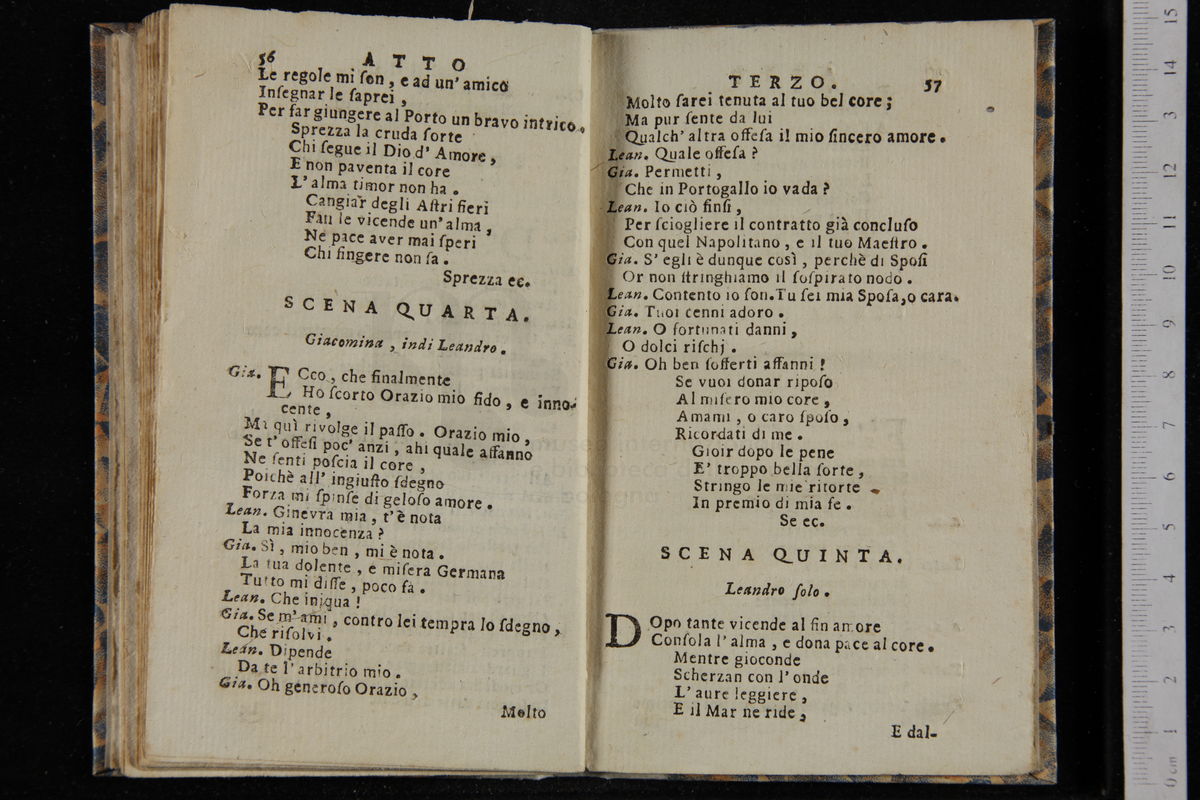 56 ATTO
Le regole mi ſon, e ad un' amico
Inſegnar le ſaprei,
Per far giungere al Porto un bravo intrico.
Sprezza la cruda ſorte
Chi ſegue il Dio d' Amore,
E non paventa il core
L' alma timor non ha.
Cangiar degli Aſtri fieri
Fan le vicende un' alma,
Nè pace aver mai ſperi
Chi fingere non ſa.
Sprezza ec.
SCENA QUARTA.
Giacomina, indi Leandro.
Gia. ECco, che finalmente
Ho ſcorto Orazio mio fido, e inno-
cente,
Ma quì rivolge il paſſo. Orazio mio,
Se t' offeſi poc' anzi, ahi quale affanno
Ne ſenti poſcia il core,
Poichè all' ingiuſto ſdegno
Forza mi ſpinſe di geloſo amore.
Lean. Ginevra mia, t' è nota
La mia innocenza?
Gia. Sì, mio ben, mi è nota.
La tua dolente, e miſera Germana
Tutto mi diſſe, poco fa.
Lean. Che iniqua!
Gia. Se m' ami, contro lei tempra lo ſdegno,
Che riſolvi.
Lean. Dipende
Da te l' arbitrio mio.
Gia. Oh generoſo Orazio,
Molto
TERZO. 57
Molto ſarei tenuta al tuo bel core;
Ma pur ſente da lui
Qualch' altra offeſa il mio ſincero amore.
Lean. Quale offeſa?
Gia. Permetti,
Che in Portogallo io vada?
Lean. Io ciò finſi,
Per ſciogliere il contratto già concluſo
Con quel Napolitano, e il tuo Maeſtro.
Gia. S' egli è dunque così, perchè di Spoſi
Or non ſtringhiamo il ſoſpirato nodo.
Lean. Contento io ſon. Tu ſei mia Spoſa, o cara.
Gia. Tuoi cenni adoro.
Lean. O fortunati danni,
O dolci riſchj.
Gia. Oh ben ſofferti affanni!
Se vuoi donar ripoſo
Al miſero mio core,
Amami, o caro ſpoſo,
Ricordati di me.
Gioir dopo le pene
E' troppo bella ſorte,
Stringo le mie ritorte
In premio di mia fe.
Se ec.
SCENA QUINTA.
Leandro ſolo.
DOpo tante vicende al fin amore
Conſola l' alma, e dona pace al core.
Mentre gioconde
Scherzan con l' onde
L' aure leggiere,
E il Mar ne ride,
E dal-